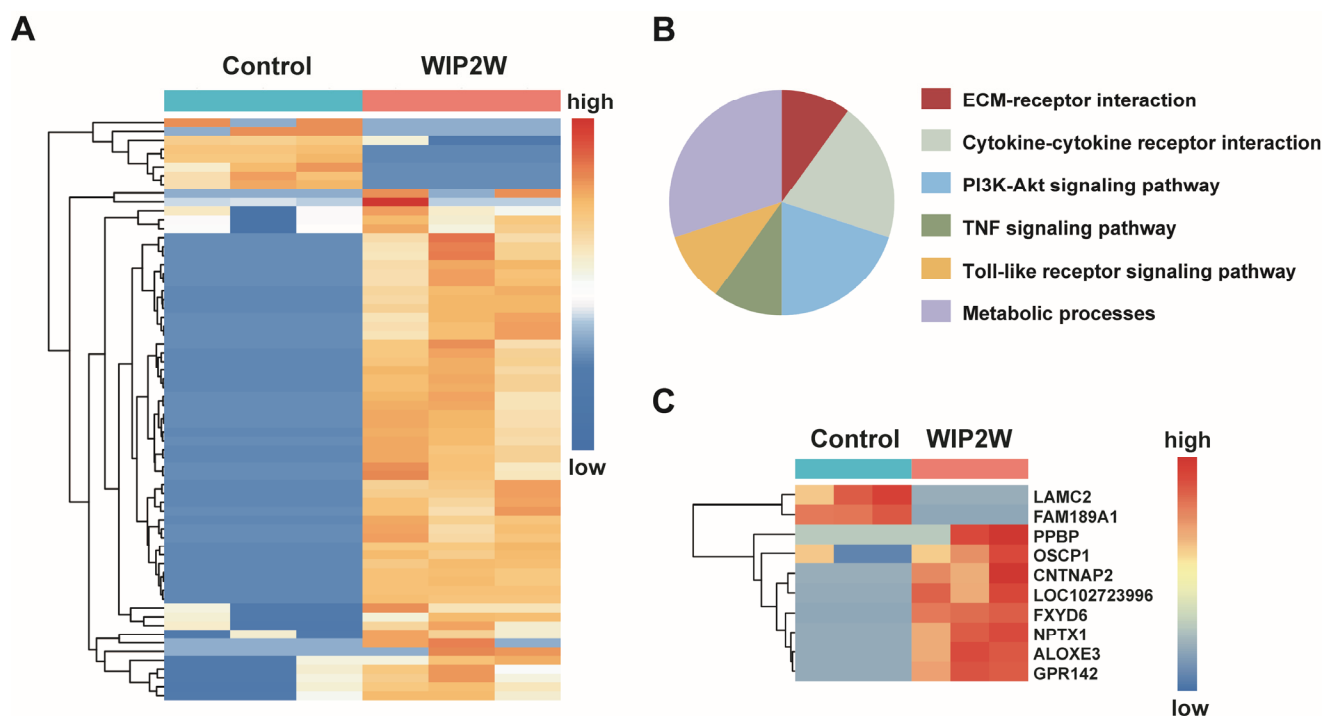 A
Control
WIP2W
high
low
B
ECM-receptor interaction
Cytokine-cytokine receptor interaction
PI3K-Akt signaling pathway
TNF signaling pathway
Toll-like receptor signaling pathway
Metabolic processes
C
Control
WIP2W
high
LAMC2
FAM189A1
PPBP
OSCP1
CNTNAP2
LOC102723996
FXYD6
NPTX1
ALOXE3
GPR142
low